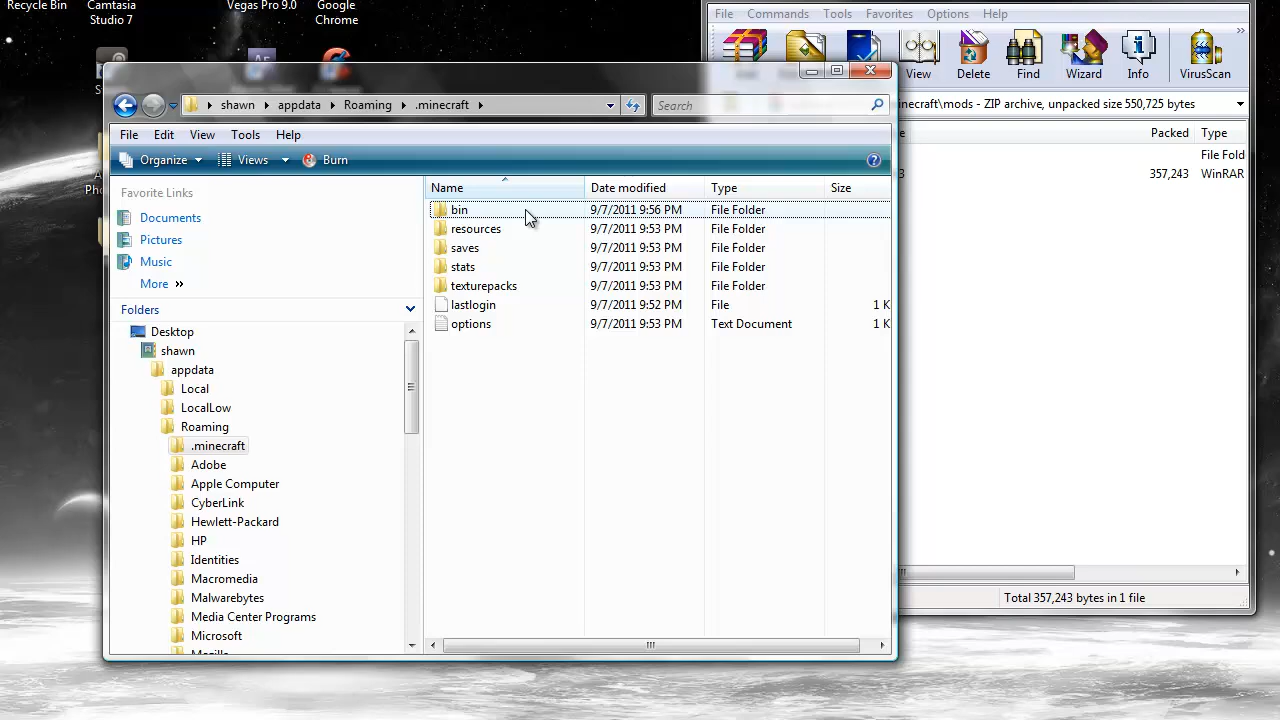 Recycle Bin
Camtasia
Studio 7
Vegas Pro 9.0
Google
Chrome
File Commands Tools Favorites Options Help
View Delete Find Wizard Info VirusScan
necraft\mods - ZIP archive, unpacked size 550,725 bytes
Packed Type
File Fold
3 357,243 WinRAR
Total 357,243 bytes in 1 file
shawn appdata Roaming .minecraft
Search
File Edit View Tools Help
Organize Views Burn
Favorite Links
Documents
Pictures
Music
More »
Folders
Desktop
shawn
appdata
Local
LocalLow
Roaming
.minecraft
Adobe
Apple Computer
CyberLink
Hewlett-Packard
HP
Identities
Macromedia
Malwarebytes
Media Center Programs
Microsoft
Name Date modified Type Size
bin 9/7/2011 9:56 PM File Folder
resources 9/7/2011 9:53 PM File Folder
saves 9/7/2011 9:53 PM File Folder
stats 9/7/2011 9:53 PM File Folder
texturepacks 9/7/2011 9:53 PM File Folder
lastlogin 9/7/2011 9:52 PM File 1 K
options 9/7/2011 9:53 PM Text Document 1 K